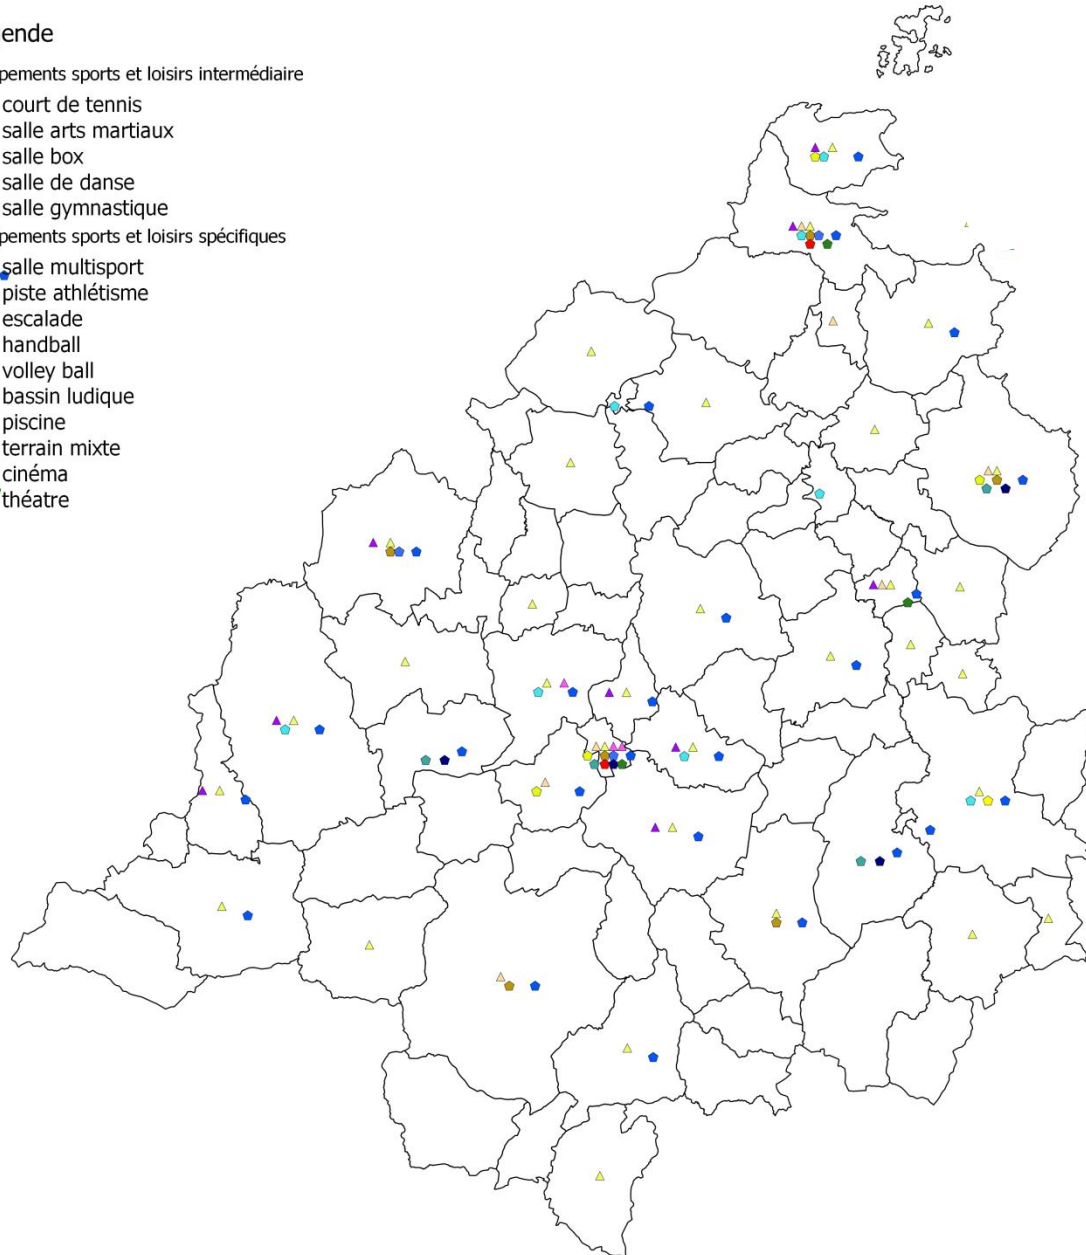 ende
pements sports et loisirs intermédiaire
court de tennis
salle arts martiaux
salle box
salle de danse
salle gymnastique
pements sports et loisirs spécifiques
salle multisport
piste athlétisme
escalade
handball
volley ball
bassin ludique
piscine
terrain mixte
cinéma
théatre